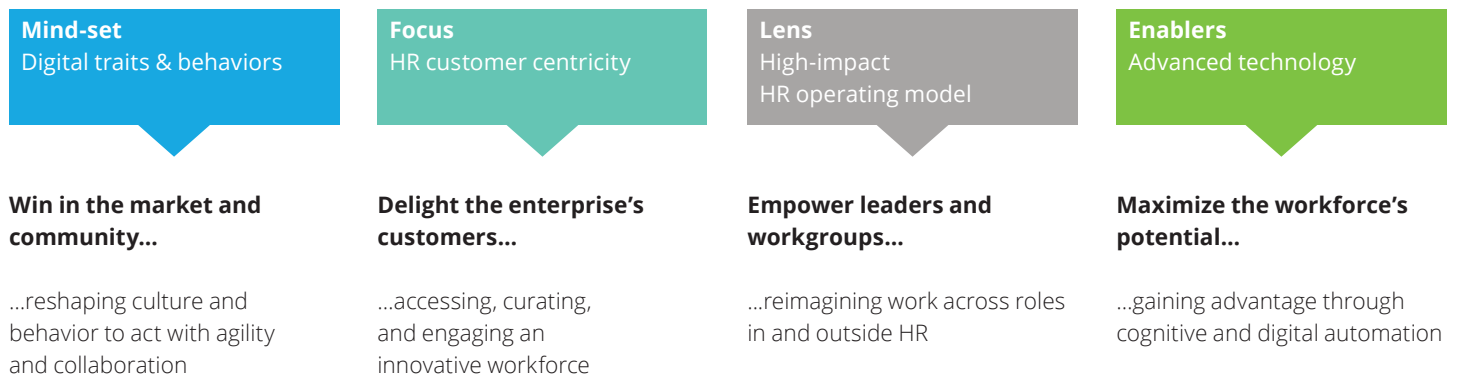 Mind-set
Digital traits & behaviors
Focus
HR customer centricity
Lens
High-impact
HR operating model
Enablers
Advanced technology
Win in the market and
community...
Delight the enterprise’s
customers...
Empower leaders and
workgroups...
Maximize the workforce’s
potential...
...reshaping culture and
behavior to act with agility
and collaboration
...accessing, curating,
and engaging an
innovative workforce
...reimagining work across roles
in and outside HR
...gaining advantage through
cognitive and digital automation